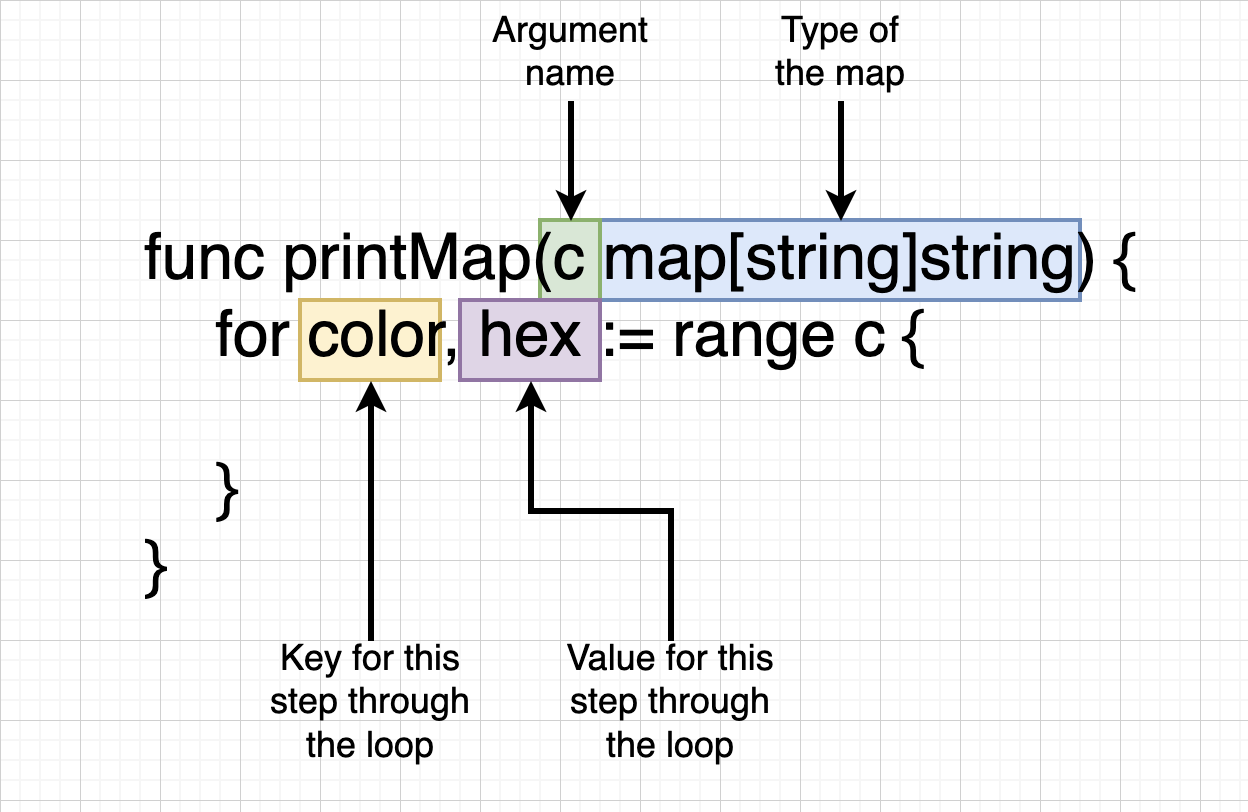 Argument
name
Type of
the map
func printMap(c map[string]string) {
for color, hex := range c {
}
}
Key for this
step through
the loop
Value for this
step through
the loop